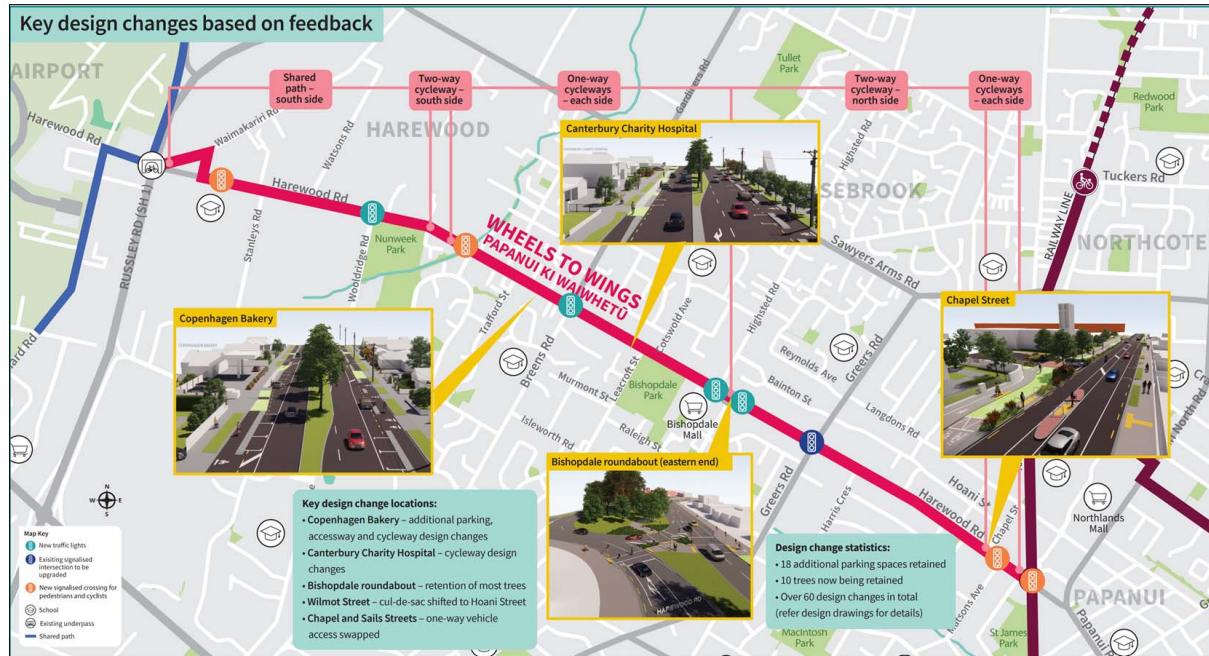 Key design changes based on feedback
AIRPORT
Harewood Rd
RUSSLEY RD (SH 1)
Shared
path –
south side
Two-way
cycleway –
south side
One-way
cycleways
– each side
Two-way
cycleway –
north side
One-way
cycleways
– each side
Waimakariri Rd
Watsons Rd
HAREWOOD
Gardiners Rd
Tullet
Park
Highsted Rd
Redwood
Park
Tuckers Rd
RAILWAY LINE
NORTHCOTE
Harewood Rd
Stanleys Rd
Wooldridge Rd
Nunweek
Park
WHEELS TO WINGS
PAPANUI KI WAIWHETŪ
Canterbury Charity Hospital
Sawyers Arms Rd
Copenhagen Bakery
COPENHAGEN BAKERY
Trafford St
Breens Rd
Murmont St
Leacroft St
Cotswold Ave
Highsted Rd
Reynolds Ave
Greers Rd
Bainton St
Langdons Rd
Bishopdale
Park
Bishopdale
Mall
Isleworth Rd
Raleigh St
Bishopdale roundabout (eastern end)
HAREWOOD RD
Greers Rd
Harris Cres
Harewood Rd
Hoani St
Chapel St
Chapel Street
Northlands
Mall
PAPANUI
Papanui Rd
Matsons Ave
St James
Park
MacIntosh
Park
N
W
E
S
Map Key
New traffic lights
Exisiting signalised
intersection to be
upgraded
New signalised crossing for
pedestrians and cyclists
School
Existing underpass
Shared path
Key design change locations:
• Copenhagen Bakery – additional parking,
accessway and cycleway design changes
• Canterbury Charity Hospital – cycleway design
changes
• Bishopdale roundabout – retention of most trees
• Wilmot Street – cul-de-sac shifted to Hoani Street
• Chapel and Sails Streets – one-way vehicle
access swapped
Design change statistics:
• 18 additional parking spaces retained
• 10 trees now being retained
• Over 60 design changes in total
(refer design drawings for details)